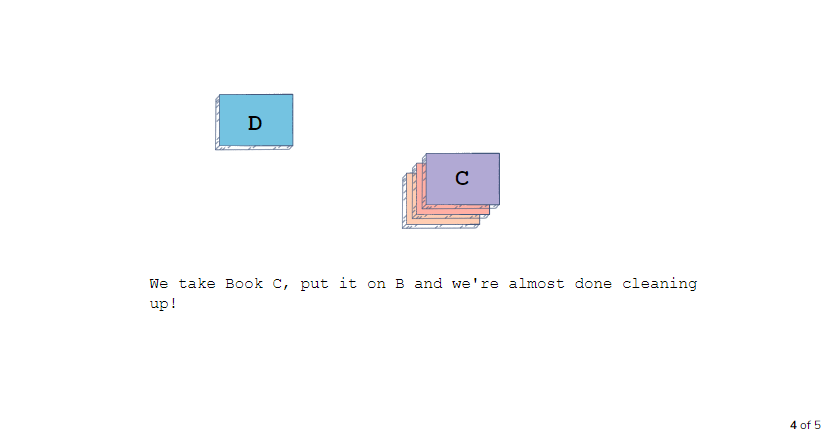 D
C
We take Book C, put it on B and we're almost done cleaning
up!
4 of 5